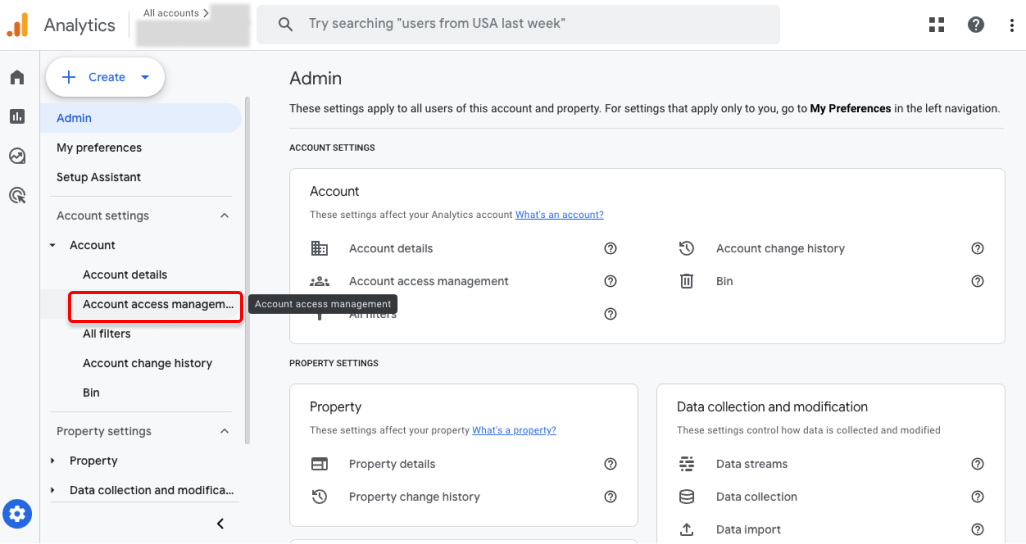 Analytics
All accounts >
Try searching "users from USA last week"
Create
Admin
My preferences
Setup Assistant
Account settings
Account
Account details
Account access managem...
Account access management
All filters
Account change history
Bin
Property settings
Property
Data collection and modifica...
Admin
These settings apply to all users of this account and property. For settings that apply only to you, go to My Preferences in the left navigation.
ACCOUNT SETTINGS
Account
These settings affect your Analytics account What's an account?
Account details
Account change history
Account access management
Bin
All filters
PROPERTY SETTINGS
Property
These settings affect your property What's a property?
Property details
Property change history
Data collection and modification
These settings control how data is collected and modified
Data streams
Data collection
Data import